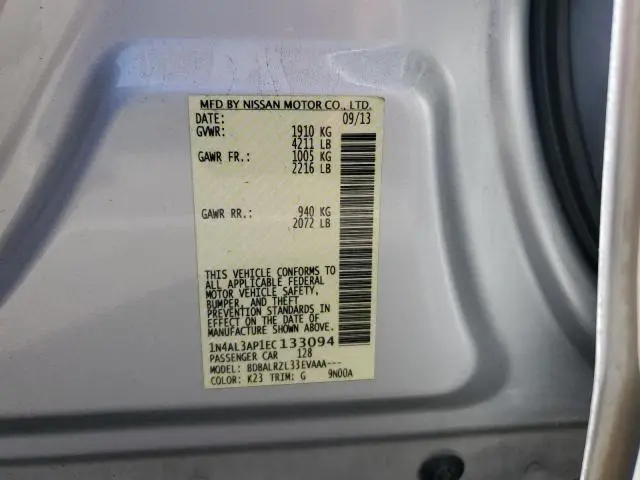 MFD BY NISSAN MOTOR CO., LTD.
DATE: 09/13
GVWR: 1910 KG
4211 LB
GAWR FR.: 1005 KG
2216 LB
GAWR RR.: 940 KG
2072 LB
THIS VEHICLE CONFORMS TO
ALL APPLICABLE FEDERAL
MOTOR VEHICLE SAFETY,
BUMPER, AND THEFT
PREVENTION STANDARDS IN
EFFECT ON THE DATE OF
MANUFACTURE SHOWN ABOVE.
1N4AL3AP1EC133094
PASSENGER CAR 128
MODEL: BDBALRZL33EVAAA---
COLOR: K23 TRIM: G 9N00A